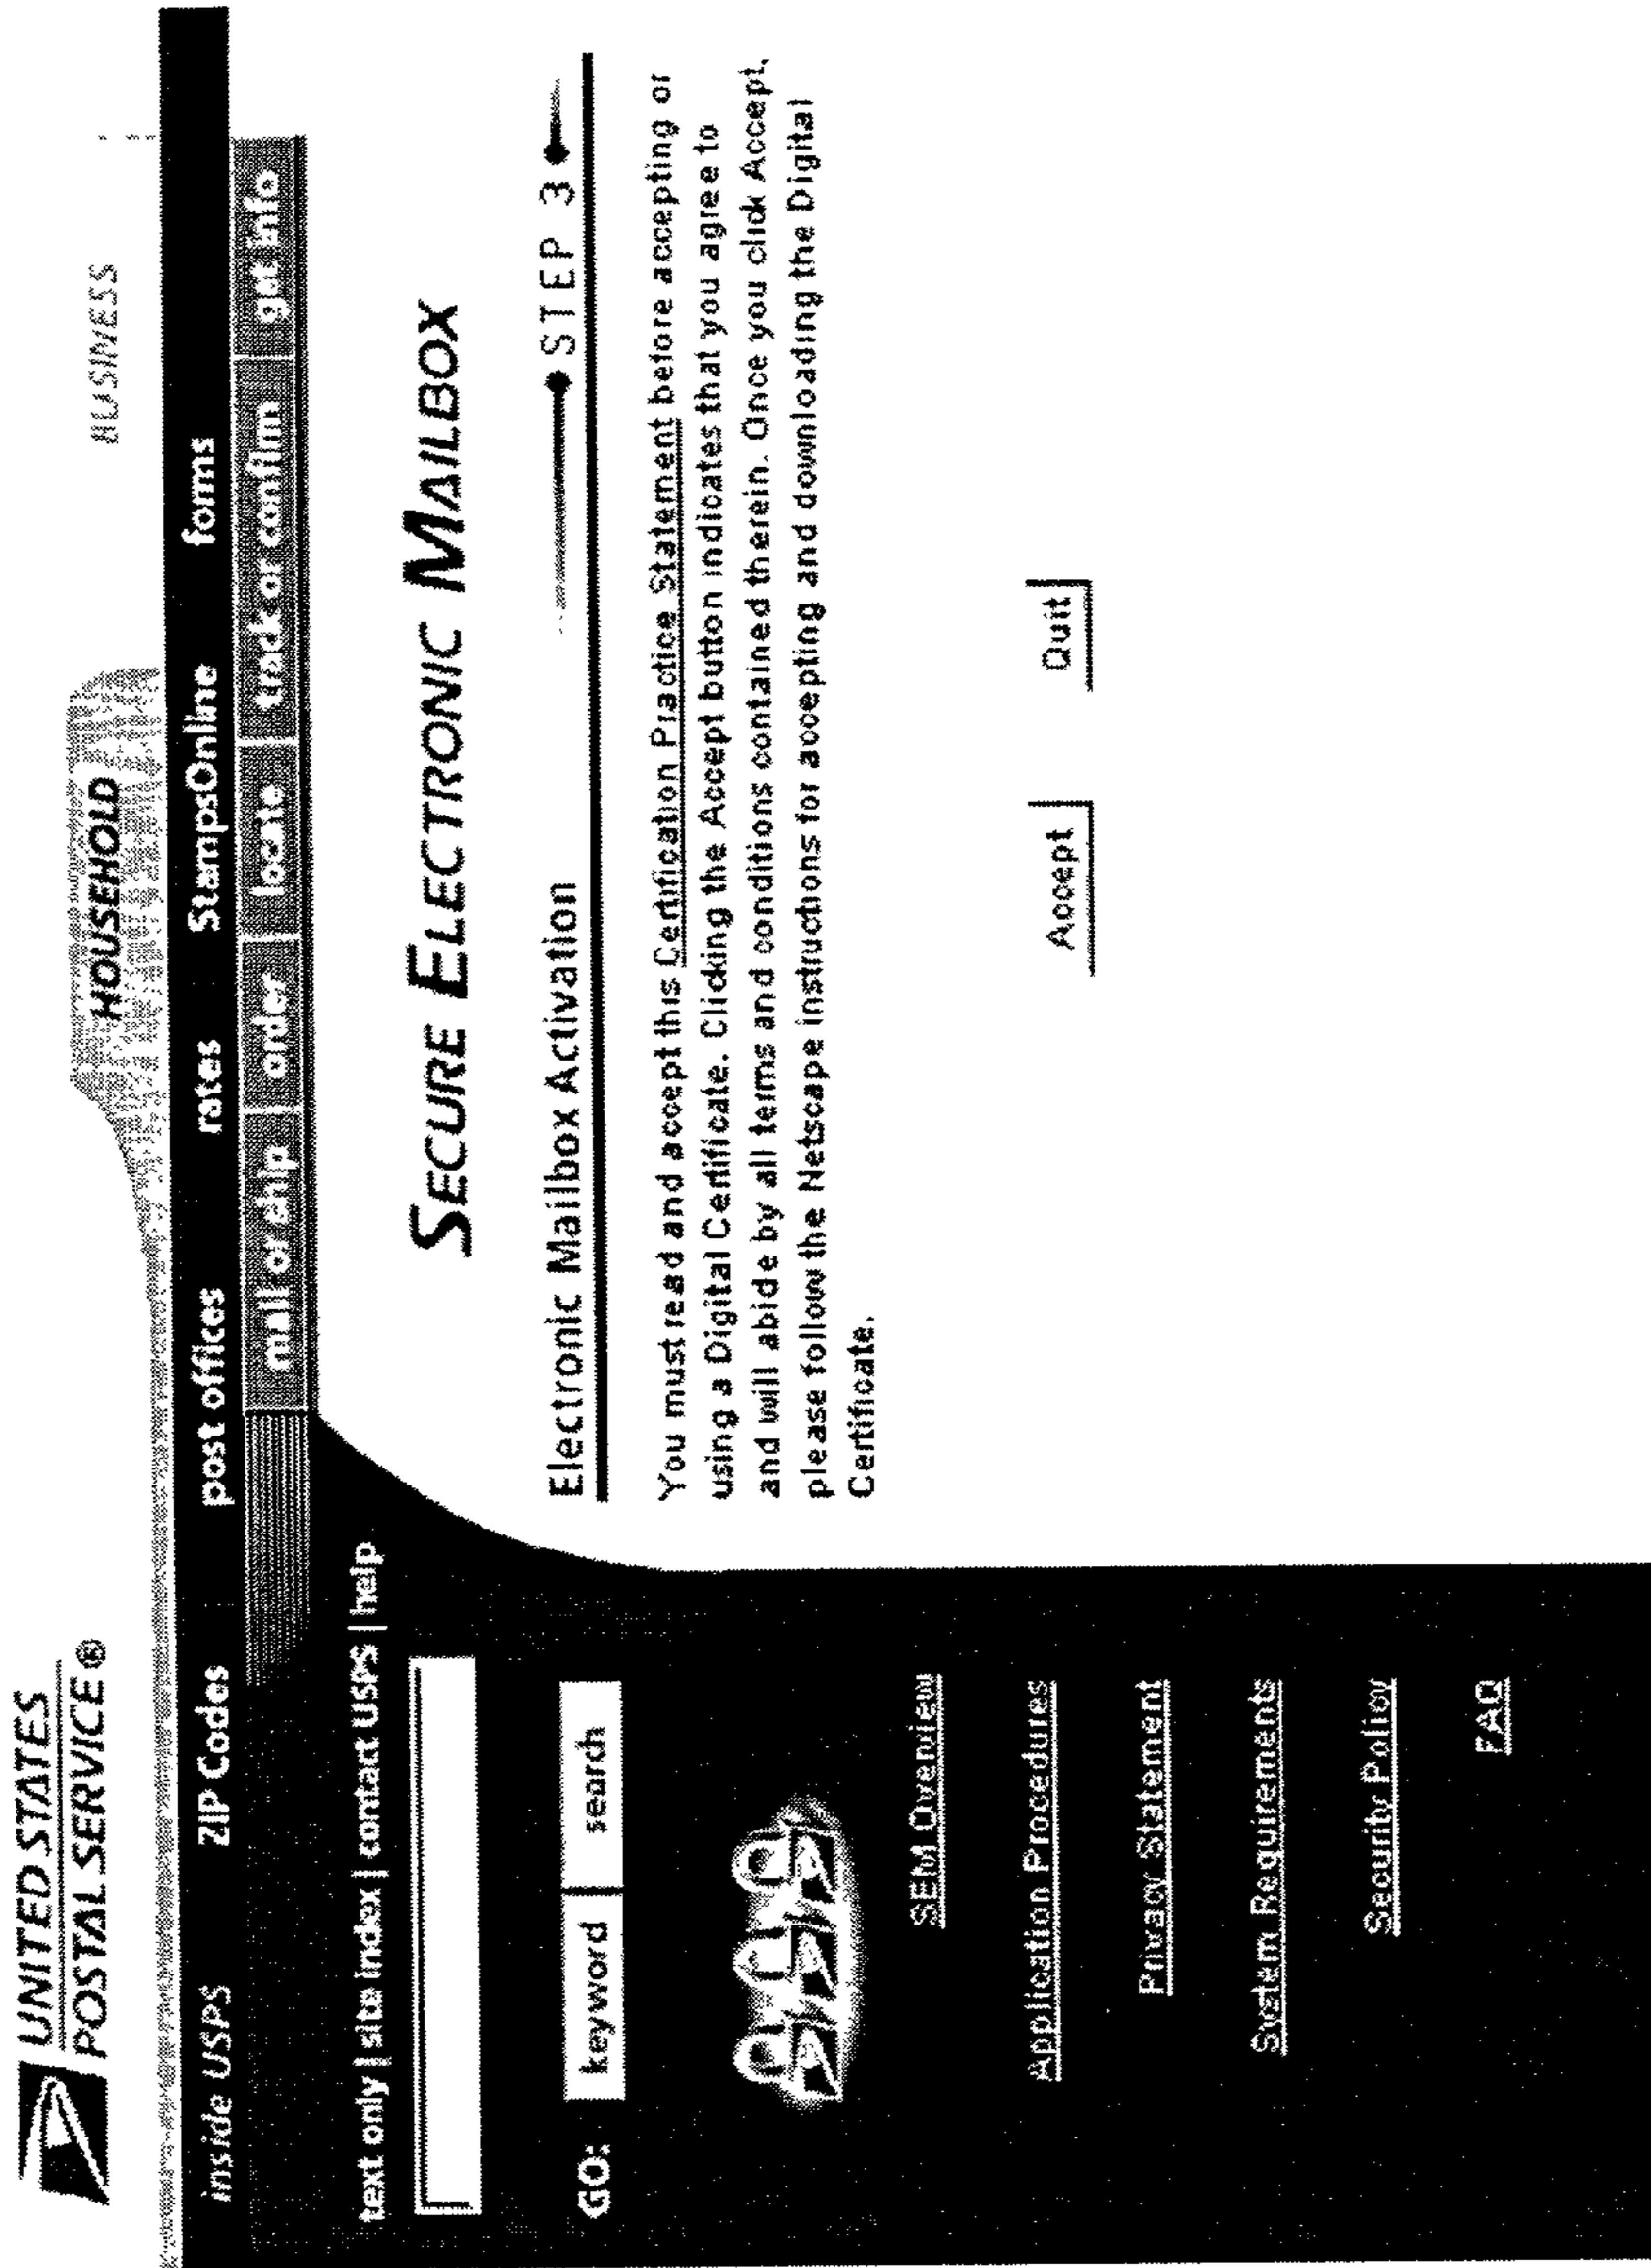 UNITED STATES
POSTAL SERVICE ®
HOUSEHOLD
BUSINESS
inside USPS ZIP Codes post offices rates StampsOnline forms
mail or ship order locate track or confirm get info
text only | site index | contact USPS | help
GO: keyword search
SEM Overview
Application Procedures
Privacy Statement
System Requirements
Security Policy
FAQ
SECURE ELECTRONIC MAILBOX
Electronic Mailbox Activation STEP 3
You must read and accept this Certification Practice Statement before accepting or
using a Digital Certificate. Clicking the Accept button indicates that you agree to
and will abide by all terms and conditions contained therein. Once you click Accept,
please follow the Netscape instructions for accepting and downloading the Digital
Certificate.
Accept Quit